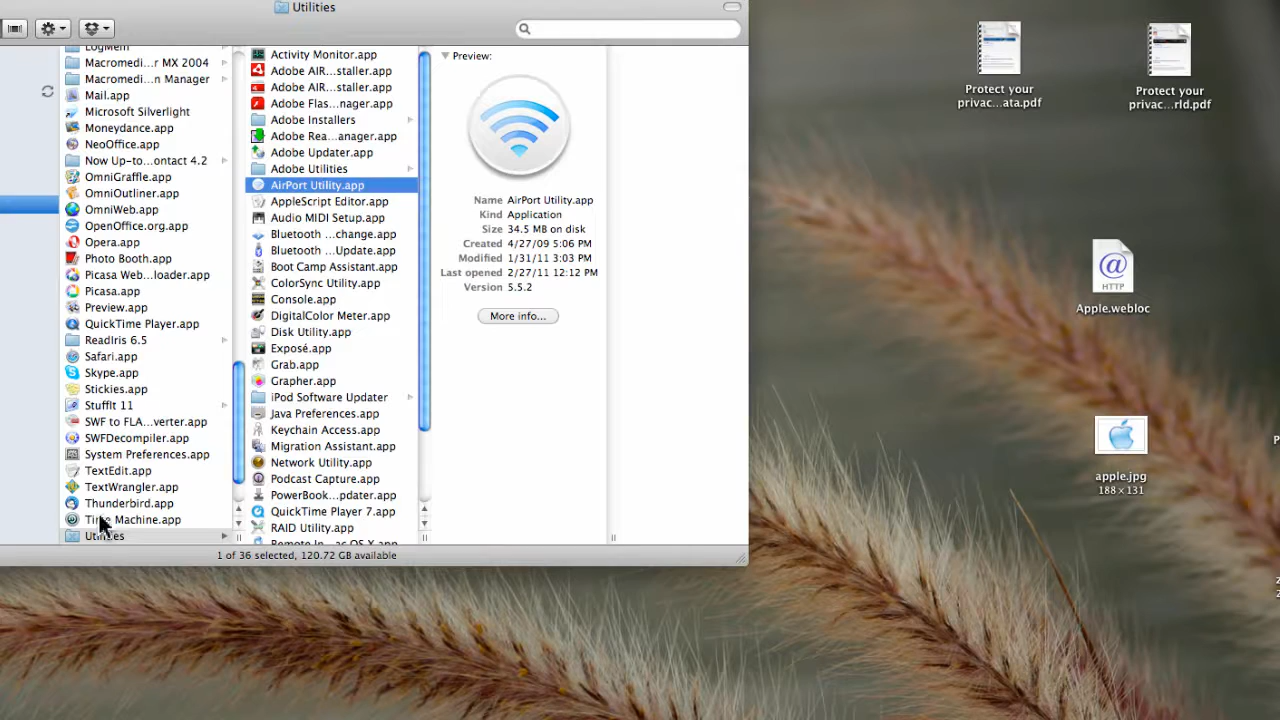 Utilities
LogMeIn
Macromedi...r MX 2004
Macromedi...n Manager
Mail.app
Microsoft Silverlight
Moneydance.app
NeoOffice.app
Now Up-to...ontact 4.2
OmniGraffle.app
OmniOutliner.app
OmniWeb.app
OpenOffice.org.app
Opera.app
Photo Booth.app
Picasa Web...loader.app
Picasa.app
Preview.app
QuickTime Player.app
ReadIris 6.5
Safari.app
Skype.app
Stickies.app
StuffIt 11
SWF to FLA...verter.app
SWFDecompiler.app
System Preferences.app
TextEdit.app
TextWrangler.app
Thunderbird.app
Time Machine.app
Utilities
Activity Monitor.app
Adobe AIR...staller.app
Adobe AIR...staller.app
Adobe Flas...nager.app
Adobe Installers
Adobe Rea...anager.app
Adobe Updater.app
Adobe Utilities
AirPort Utility.app
AppleScript Editor.app
Audio MIDI Setup.app
Bluetooth ...change.app
Bluetooth ...Update.app
Boot Camp Assistant.app
ColorSync Utility.app
Console.app
DigitalColor Meter.app
Disk Utility.app
Exposé.app
Grab.app
Grapher.app
iPod Software Updater
Java Preferences.app
Keychain Access.app
Migration Assistant.app
Network Utility.app
Podcast Capture.app
PowerBook...pdater.app
QuickTime Player 7.app
RAID Utility.app
Preview:
Name AirPort Utility.app
Kind Application
Size 34.5 MB on disk
Created 4/27/09 5:06 PM
Modified 1/31/11 3:03 PM
Last opened 2/27/11 12:12 PM
Version 5.5.2
More info...
1 of 36 selected, 120.72 GB available
Protect your
privac...ata.pdf
Protect your
privac...rld.pdf
@
HTTP
Apple.webloc
apple.jpg
188×131